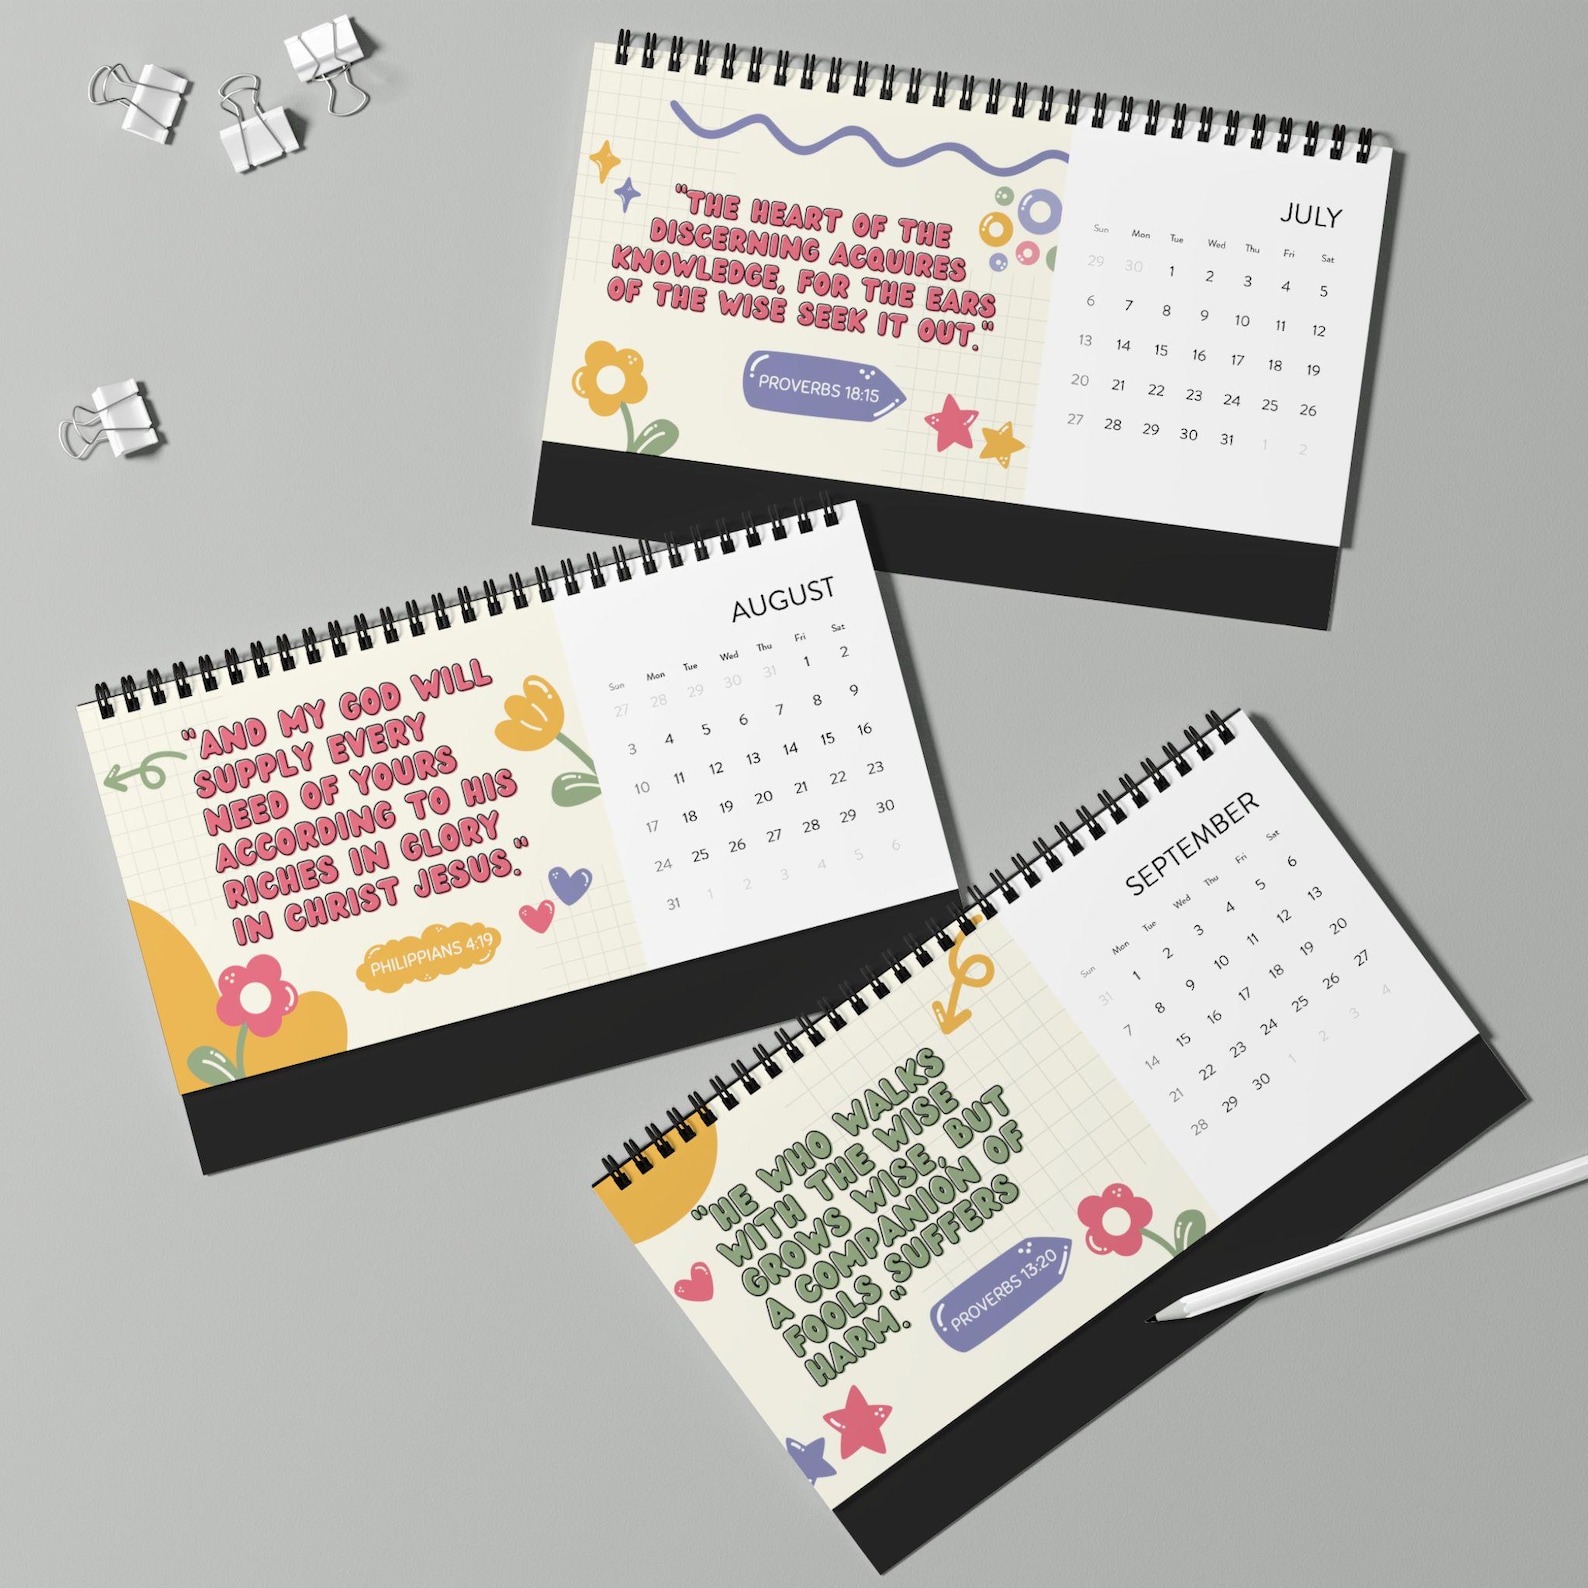 "THE HEART OF THE
DISCERNING ACQUIRES
KNOWLEDGE, FOR THE EARS
OF THE WISE SEEK IT OUT."
PROVERBS 18:15
JULY
Sun Mon Tue Wed Thu Fri Sat
29 30 1 2 3 4 5
6 7 8 9 10 11 12
13 14 15 16 17 18 19
20 21 22 23 24 25 26
27 28 29 30 31 1 2
"AND MY GOD WILL
SUPPLY EVERY
NEED OF YOURS
ACCORDING TO HIS
RICHES IN GLORY
IN CHRIST JESUS."
PHILIPPIANS 4:19
AUGUST
Sun Mon Tue Wed Thu Fri Sat
27 28 29 30 31 1 2
3 4 5 6 7 8 9
10 11 12 13 14 15 16
17 18 19 20 21 22 23
24 25 26 27 28 29 30
31 1 2 3 4 5 6
"HE WHO WALKS
WITH THE WISE
GROWS WISE, BUT
A COMPANION OF
FOOLS SUFFERS
HARM."
PROVERBS 13:20
SEPTEMBER
Sun Mon Tue Wed Thu Fri Sat
31 1 2 3 4 5 6
7 8 9 10 11 12 13
14 15 16 17 18 19 20
21 22 23 24 25 26 27
28 29 30 1 2 3 4